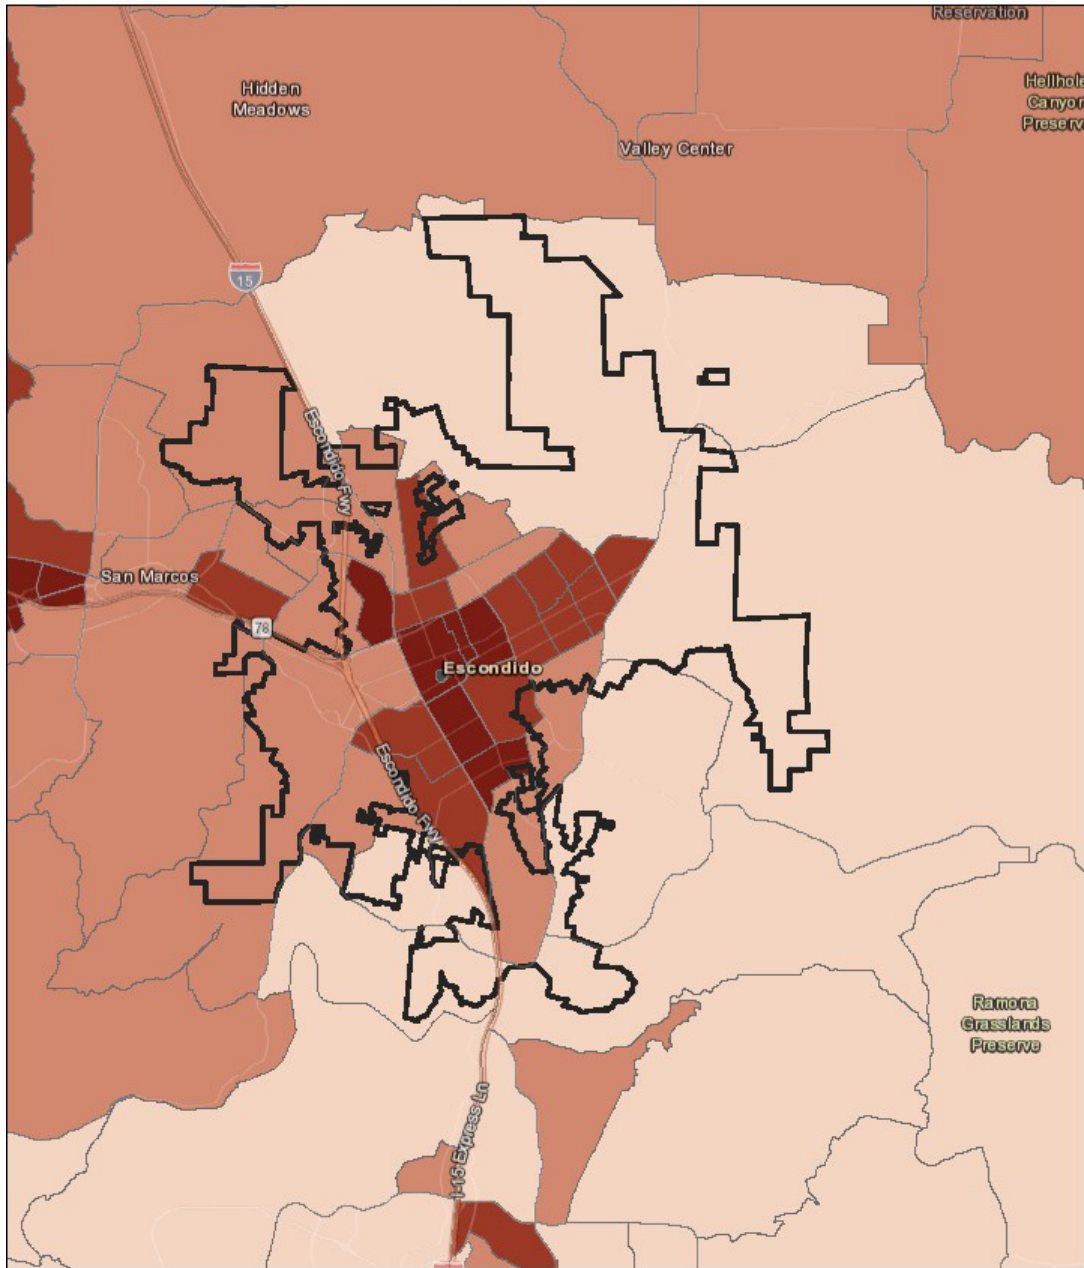 Reservation
Hidden
Meadows
Hellhole
Canyon
Preserve
Valley Center
15
Escondido Fwy
San Marcos
78
Escondido
Escondido Fwy
Ramona
Grasslands
Preserve
I-15 Express Ln